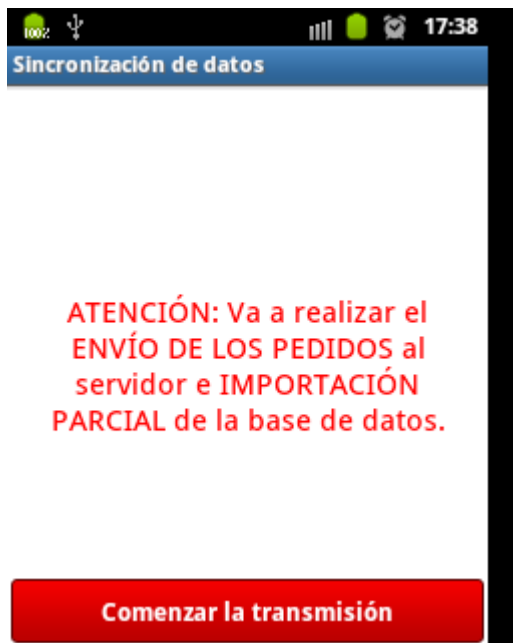 100%
17:38
Sincronización de datos
ATENCIÓN: Va a realizar el
ENVÍO DE LOS PEDIDOS al
servidor e IMPORTACIÓN
PARCIAL de la base de datos.
Comenzar la transmisión